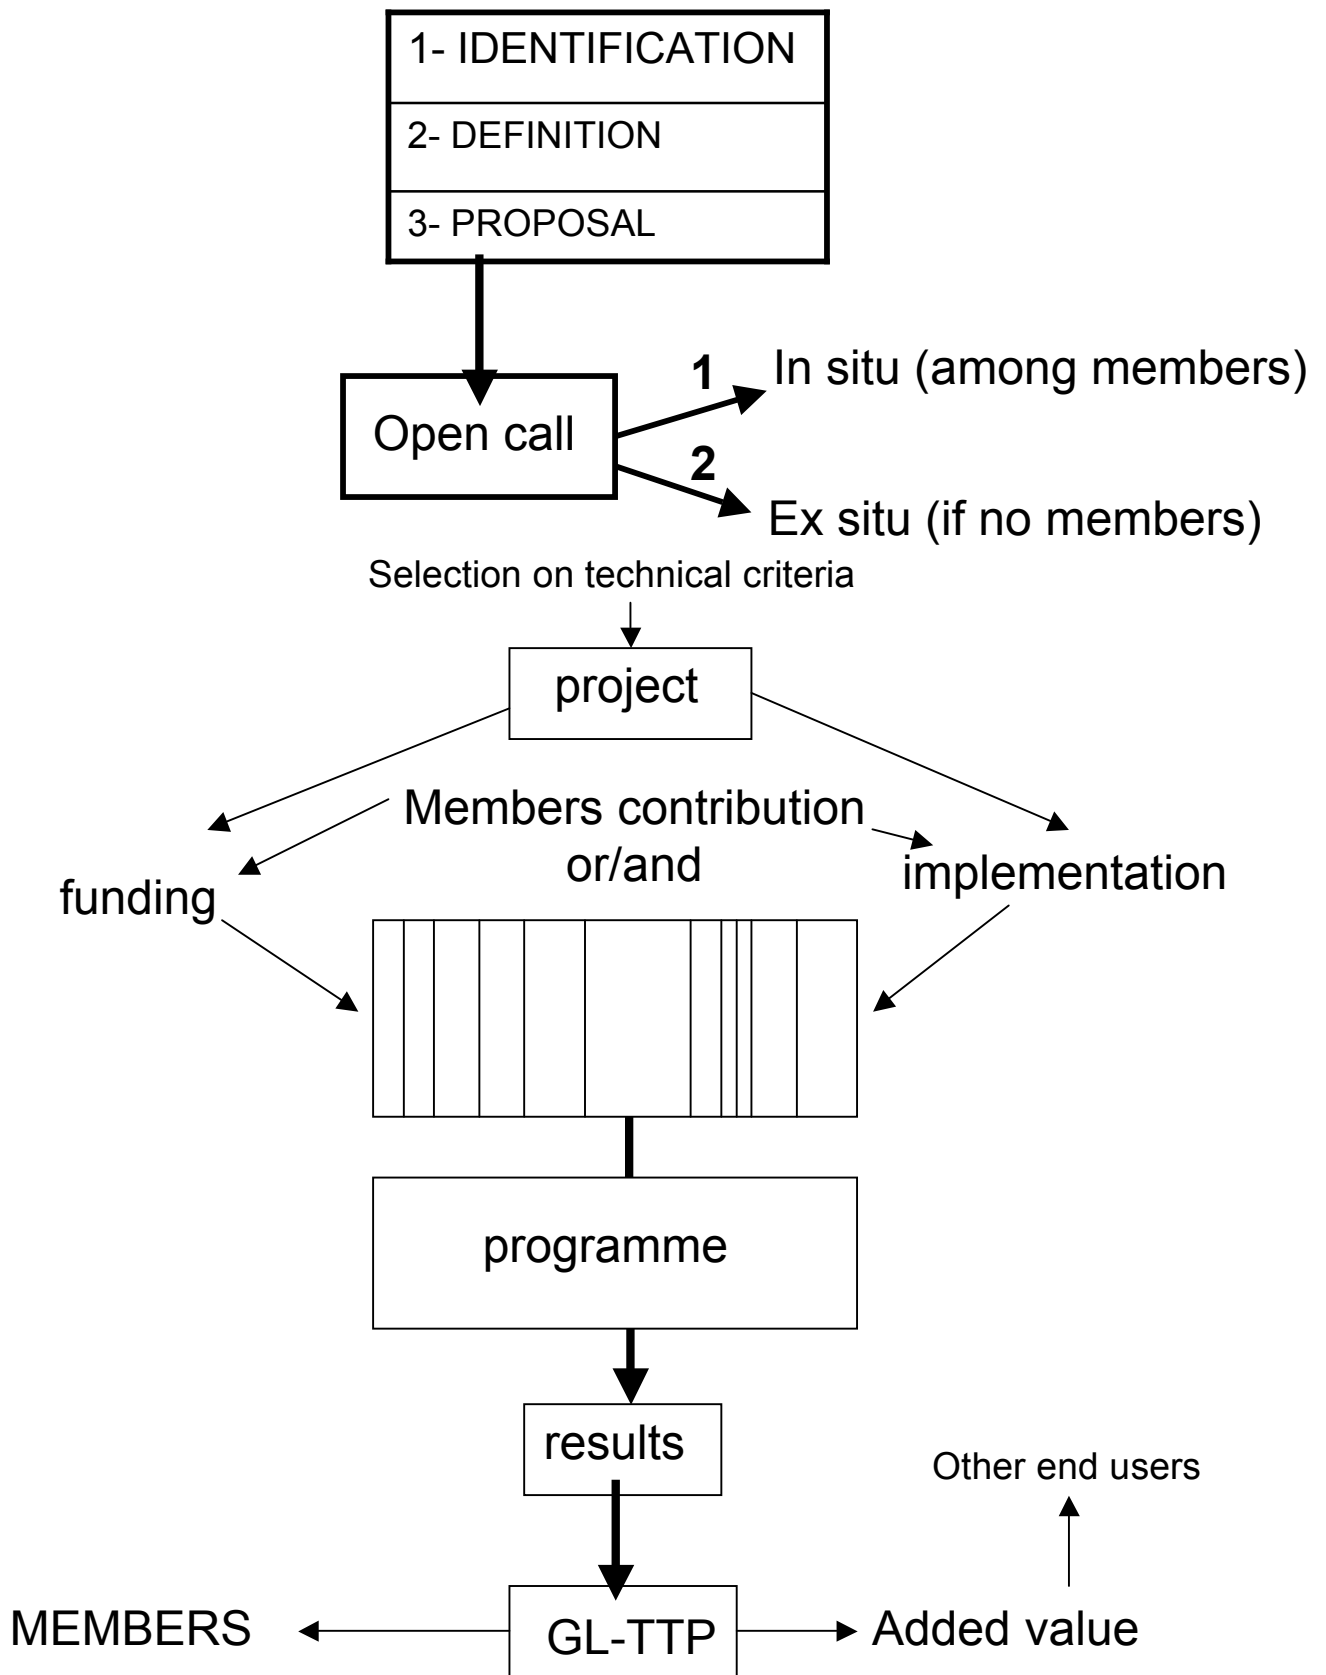 1- IDENTIFICATION
2- DEFINITION
3- PROPOSAL
1
In situ (among members)
Open call
2
Ex situ (if no members)
Selection on technical criteria
project
Members contribution
or/and
funding
implementation
programme
results
Other end users
MEMBERS
GL-TTP
Added value